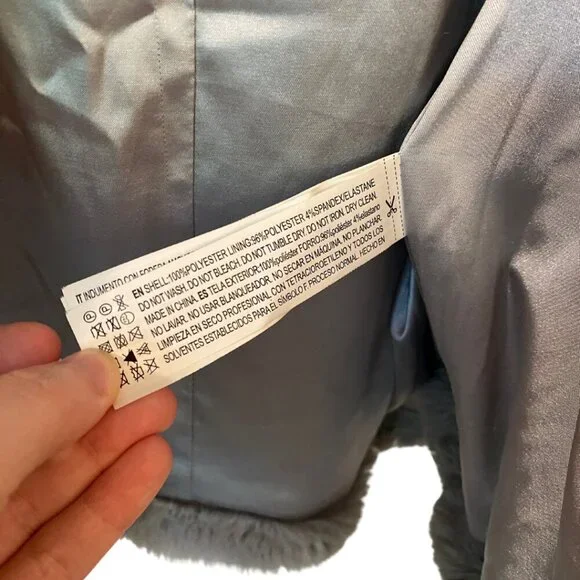 IT INDUMENTO CON
EN SHELL:100%POLYESTER LINING:96%POLYESTER 4%SPANDEX/ELASTANE
DO NOT WASH. DO NOT BLEACH. DO NOT TUMBLE DRY. DO NOT IRON. DRY CLEAN.
MADE IN CHINA. ES TELA EXTERIOR:100%poliéster FORRO:96%poliéster 4%elastano
NO LAVAR. NO USAR BLANQUEADOR. NO SECAR EN MÁQUINA. NO PLANCHAR.
LIMPIEZA EN SECO PROFESIONAL CON TETRACLOROETILENO Y TODOS LOS
SOLVENTES ESTABLECIDOS PARA EL SÍMBOLO F PROCESO NORMAL. HECHO EN